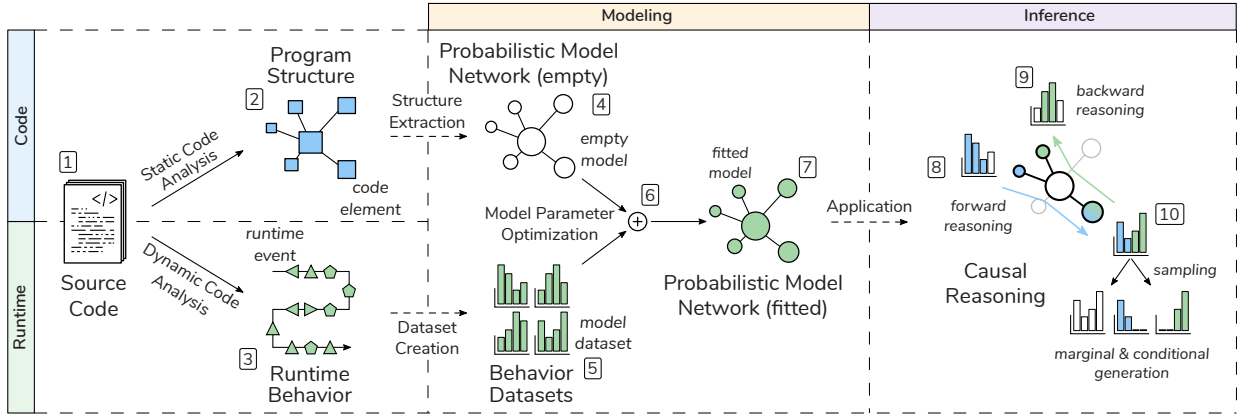 Modeling
Inference
Code
Runtime
1
</>
Source
Code
Static Code
Analysis
Dynamic Code
Analysis
Program
Structure
2
code
element
runtime
event
3
Runtime
Behavior
Structure
Extraction
Dataset
Creation
Probabilistic Model
Network (empty)
4
empty
model
Model Parameter
Optimization
6
model
dataset
5
Behavior
Datasets
fitted
model
7
Probabilistic Model
Network (fitted)
Application
9
backward
reasoning
8
forward
reasoning
10
Causal
Reasoning
sampling
marginal & conditional
generation